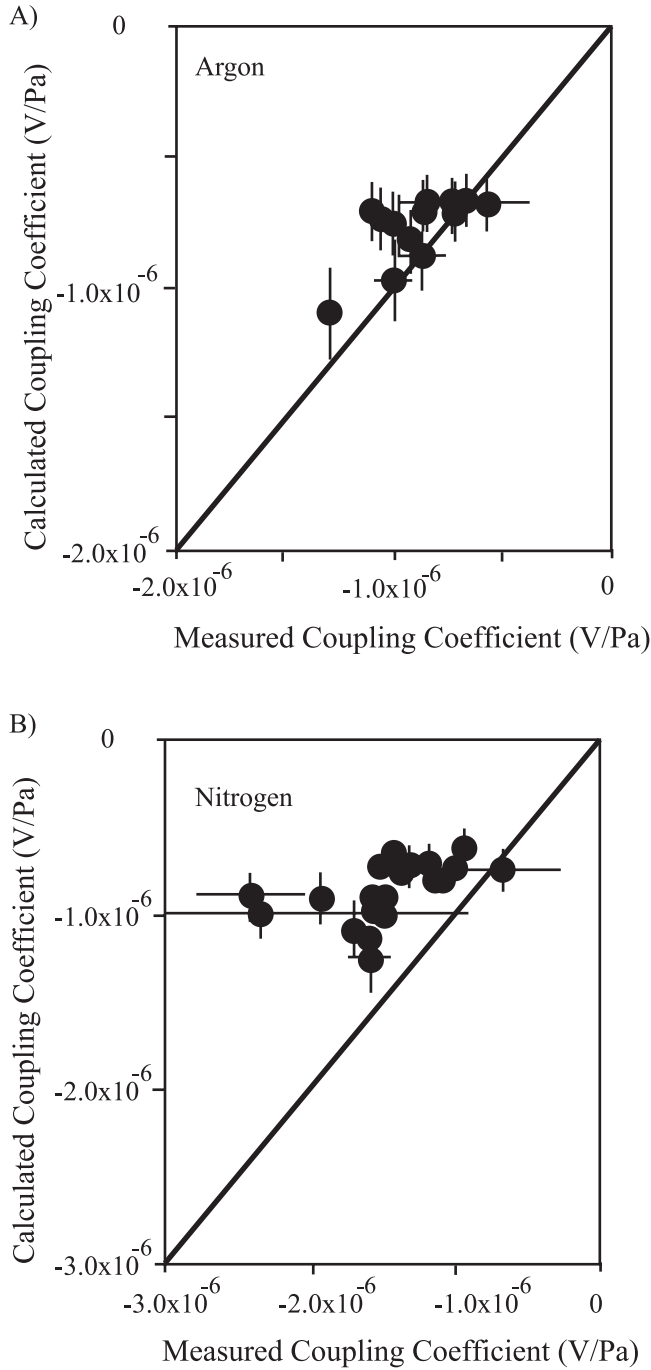 A)
0
Argon
-1.0x10⁻⁶
-2.0x10⁻⁶
Calculated Coupling Coefficient (V/Pa)
-2.0x10⁻⁶ -1.0x10⁻⁶ 0
Measured Coupling Coefficient (V/Pa)
B)
0
Nitrogen
-1.0x10⁻⁶
-2.0x10⁻⁶
-3.0x10⁻⁶
Calculated Coupling Coefficient (V/Pa)
-3.0x10⁻⁶ -2.0x10⁻⁶ -1.0x10⁻⁶ 0
Measured Coupling Coefficient (V/Pa)